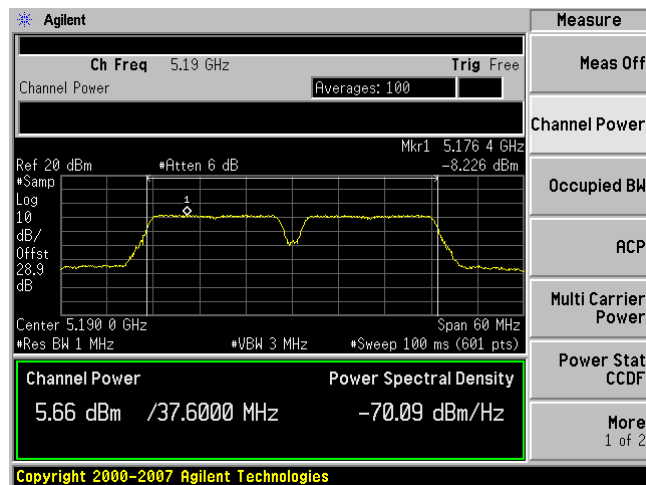 Agilent
Measure
Ch Freq 5.19 GHz Trig Free
Channel Power Averages: 100
Mkr1 5.176 4 GHz
Ref 20 dBm #Atten 6 dB -8.226 dBm
#Samp
Log
10
dB/
Offst
28.9
dB
1
Center 5.190 0 GHz Span 60 MHz
#Res BW 1 MHz #VBW 3 MHz #Sweep 100 ms (601 pts)
Channel Power Power Spectral Density
5.66 dBm /37.6000 MHz -70.09 dBm/Hz
Copyright 2000-2007 Agilent Technologies
Meas Off
Channel Power
Occupied BW
ACP
Multi Carrier
Power
Power Stat
CCDF
More
1 of 2